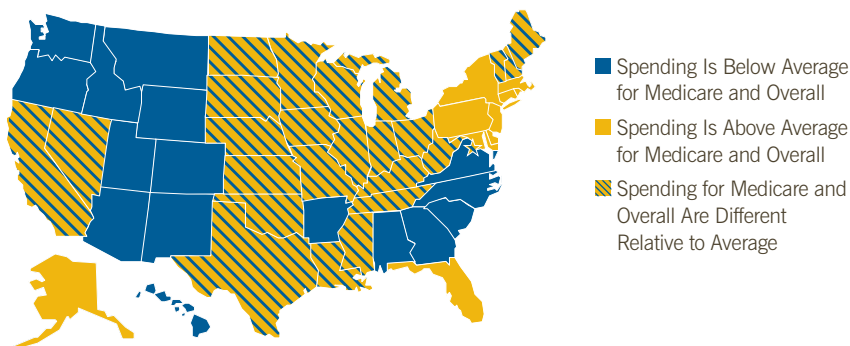 Spending Is Below Average
for Medicare and Overall
Spending Is Above Average
for Medicare and Overall
Spending for Medicare and
Overall Are Different
Relative to Average